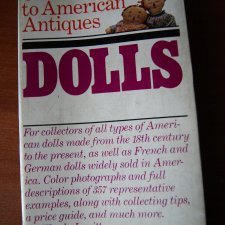 to American
Antiques
DOLLS
For collectors of all types of Ameri-
can dolls made from the 18th century
to the present, as well as French and
German dolls widely sold in Amer-
ica. Color photographs and full
descriptions of 357 representative
examples, along with collecting tips,
a price guide, and much more.